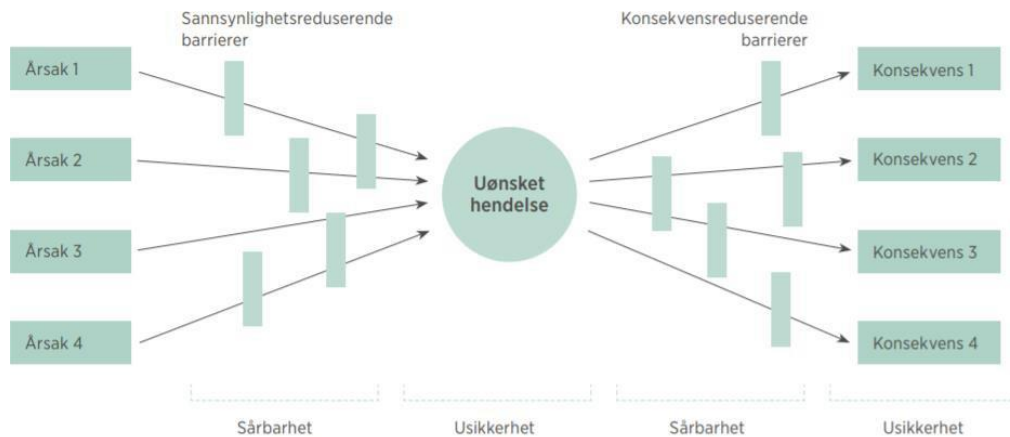 Sannsynlighetsreduserende
barrierer
Konsekvensreduserende
barrierer
Årsak 1
Årsak 2
Årsak 3
Årsak 4
Uønsket
hendelse
Konsekvens 1
Konsekvens 2
Konsekvens 3
Konsekvens 4
Sårbarhet
Usikkerhet
Sårbarhet
Usikkerhet